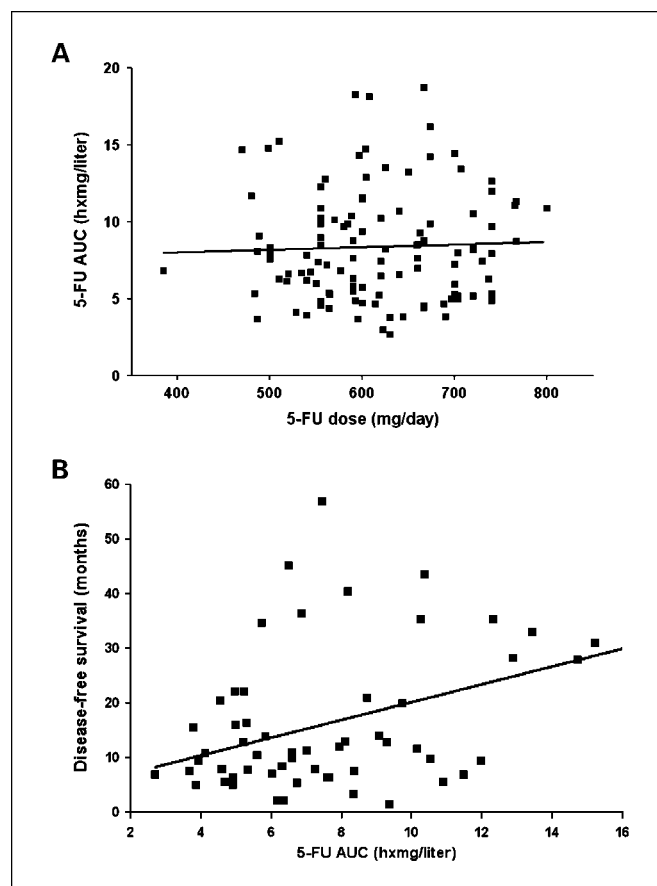 A
20
15
10
5
0
5-FU AUC (hxmg/liter)
400 500 600 700 800
5-FU dose (mg/day)
B
60
50
40
30
20
10
0
Disease-free survival (months)
2 4 6 8 10 12 14 16
5-FU AUC (hxmg/liter)